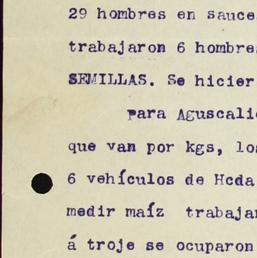 29 hombres en sauce
trabajaron 6 hombre
SEMILLAS. Se hicier
para Aguscali
que van por kgs, lo
6 vehículos de Hcda
medir maíz trabaja
á troje se ocuparon